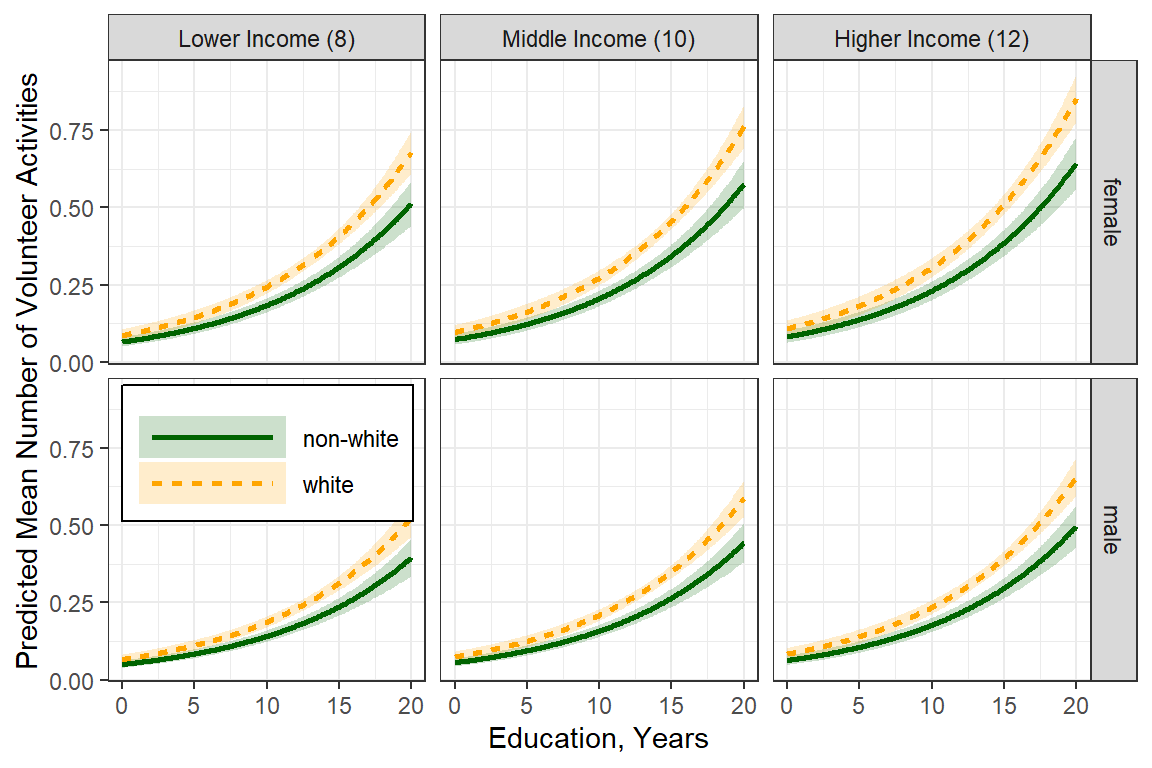 Lower Income (8)
Middle Income (10)
Higher Income (12)
Predicted Mean Number of Volunteer Activities
0.75
0.50
0.25
0.00
female
0.75
0.50
0.25
0.00
non-white
white
male
0 5 10 15 20
0 5 10 15 20
0 5 10 15 20
Education, Years